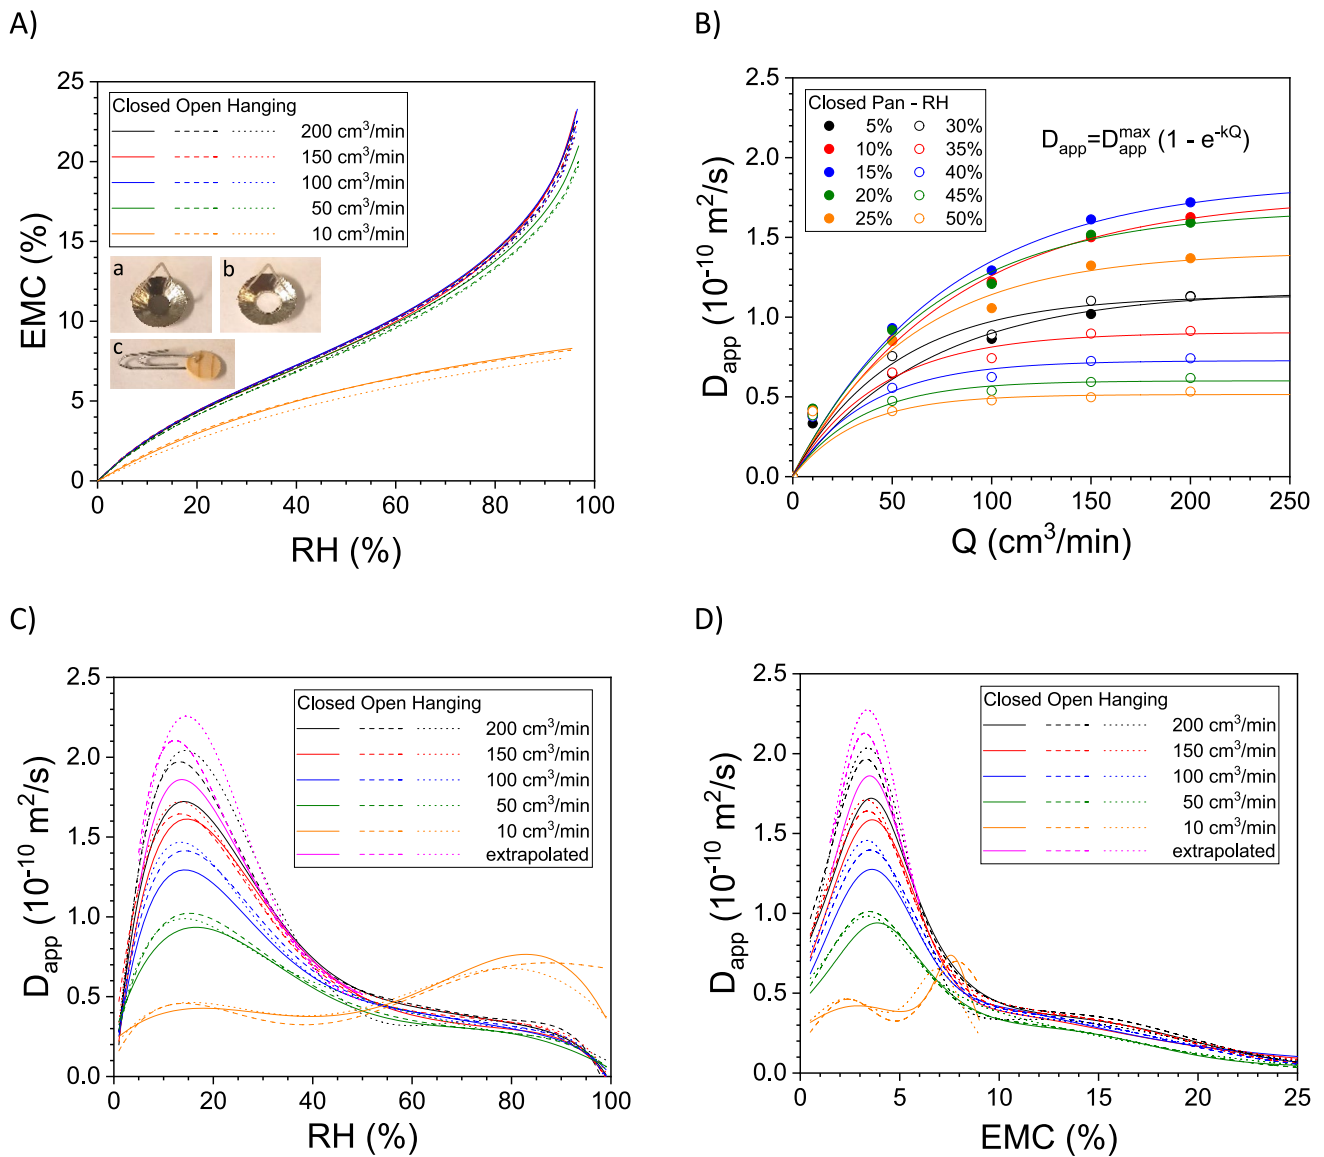 A)
EMC (%)
25
20
15
10
5
0
0 20 40 60 80 100
RH (%)
Closed Open Hanging
200 cm³/min
150 cm³/min
100 cm³/min
50 cm³/min
10 cm³/min
a b
c
B)
D_app (10⁻¹⁰ m²/s)
2.5
2.0
1.5
1.0
0.5
0.0
0 50 100 150 200 250
Q (cm³/min)
Closed Pan - RH
5% 30%
10% 35%
15% 40%
20% 45%
25% 50%
D_app=D_app^max (1 - e^-kQ)
C)
D_app (10⁻¹⁰ m²/s)
2.5
2.0
1.5
1.0
0.5
0.0
0 20 40 60 80 100
RH (%)
Closed Open Hanging
200 cm³/min
150 cm³/min
100 cm³/min
50 cm³/min
10 cm³/min
extrapolated
D)
D_app (10⁻¹⁰ m²/s)
2.5
2.0
1.5
1.0
0.5
0.0
0 5 10 15 20 25
EMC (%)
Closed Open Hanging
200 cm³/min
150 cm³/min
100 cm³/min
50 cm³/min
10 cm³/min
extrapolated